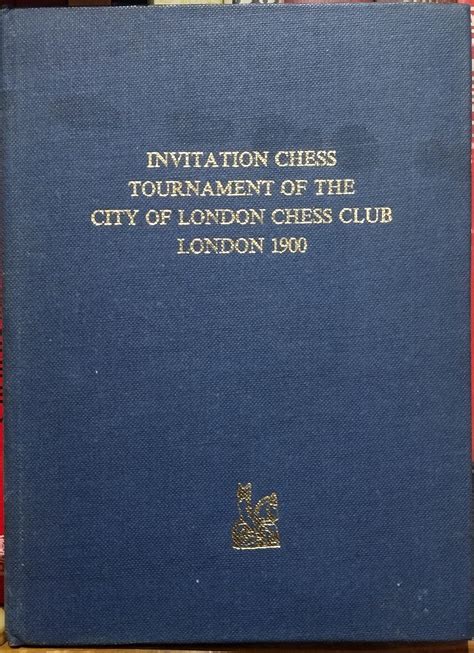 INVITATION CHESS
TOURNAMENT OF THE
CITY OF LONDON CHESS CLUB
LONDON 1900